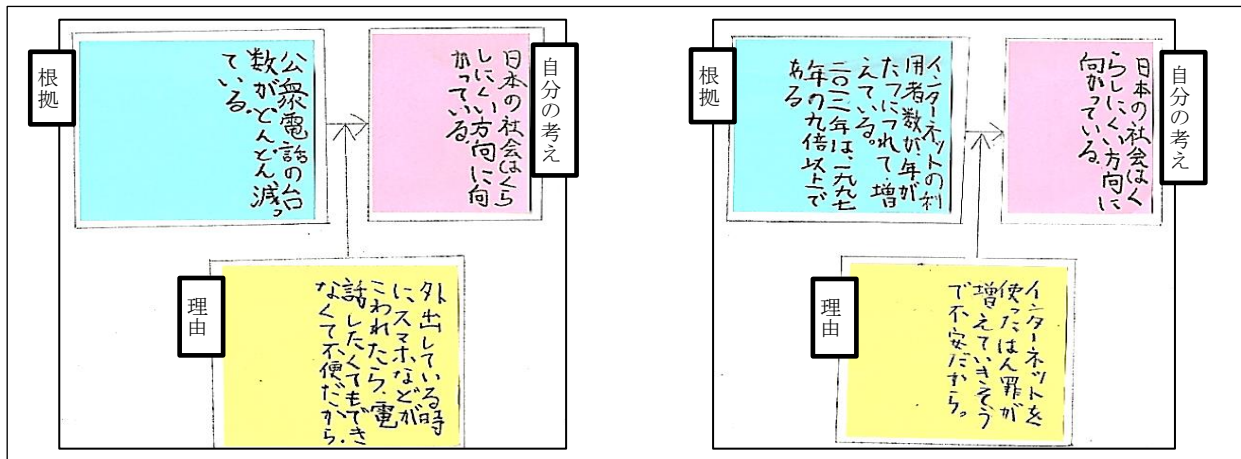 根拠
公衆電話の台
数がどんどん減っ
ている。
自分の考え
日本の社会はくら
しにくい方向に向
かっている。
理由
外出している時
に、スマホなどが
こわれたら、電
話したくてもでき
なくて不便だから。
根拠
インターネットの利
用者数が、年が
たつにつれて、増
えている。
二〇一二年は、一九九七
年の九倍以上で
ある
自分の考え
日本の社会はく
らしにくい方向に
向かっている。
理由
インターネットを
使ったはん罪が
増えていきそう
で不安だから。